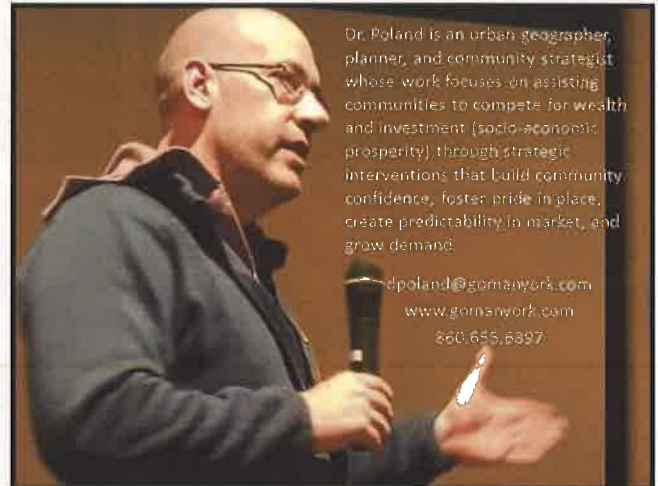 Dr. Poland is an urban geographer,
planner, and community strategist
whose work focuses on assisting
communities to compete for wealth
and investment (socio-economic
prosperity) through strategic
interventions that build community
confidence, foster pride in place,
create predictability in market, and
grow demand.
dpoland@gomanyork.com
www.gomanyork.com
860.655.6897